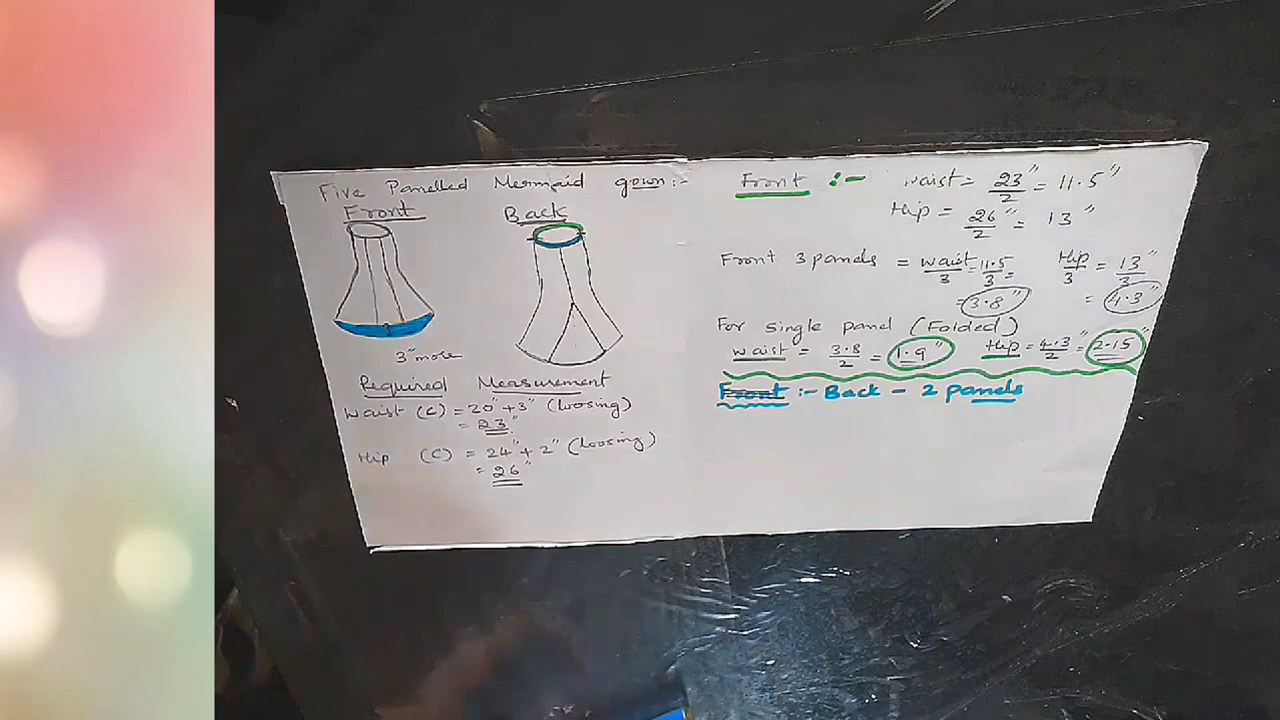 Five Panelled Mermaid gown:-
Front
Back
3" more
Required Measurement
Waist (C) = 20" + 3" (loosing)
= 23"
Hip (C) = 24" + 2" (loosing)
= 26"
Front :- waist = 23"/2 = 11.5"
Hip = 26"/2 = 13"
Front 3 panels = waist/3 = 11.5/3 = Hip/3 = 13"/3
= 3.8" = 4.3"
For single panel (Folded)
waist = 3.8/2 = 1.9" Hip = 4.3"/2 = 2.15"
Front :- Back - 2 panels